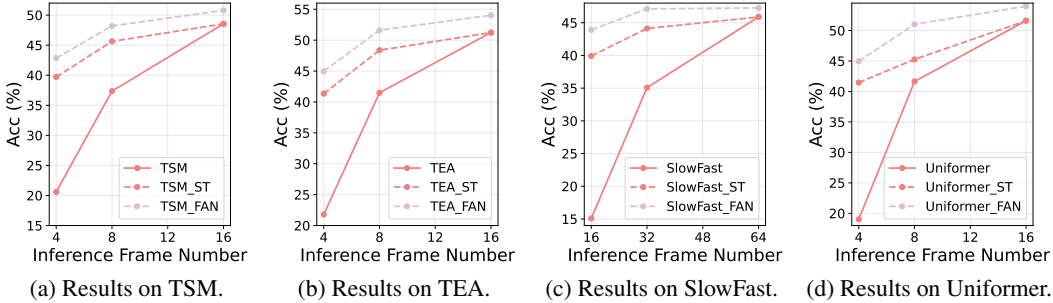 50
45
40
35
30
25
20
15
4
8
12
16
Acc (%)
Inference Frame Number
TSM
TSM_ST
TSM_FAN
(a) Results on TSM.
55
50
45
40
35
30
25
20
4
8
12
16
Acc (%)
Inference Frame Number
TEA
TEA_ST
TEA_FAN
(b) Results on TEA.
45
40
35
30
25
20
15
16
32
48
64
Acc (%)
Inference Frame Number
SlowFast
SlowFast_ST
SlowFast_FAN
(c) Results on SlowFast.
50
45
40
35
30
25
20
4
8
12
16
Acc (%)
Inference Frame Number
Uniformer
Uniformer_ST
Uniformer_FAN
(d) Results on Uniformer.